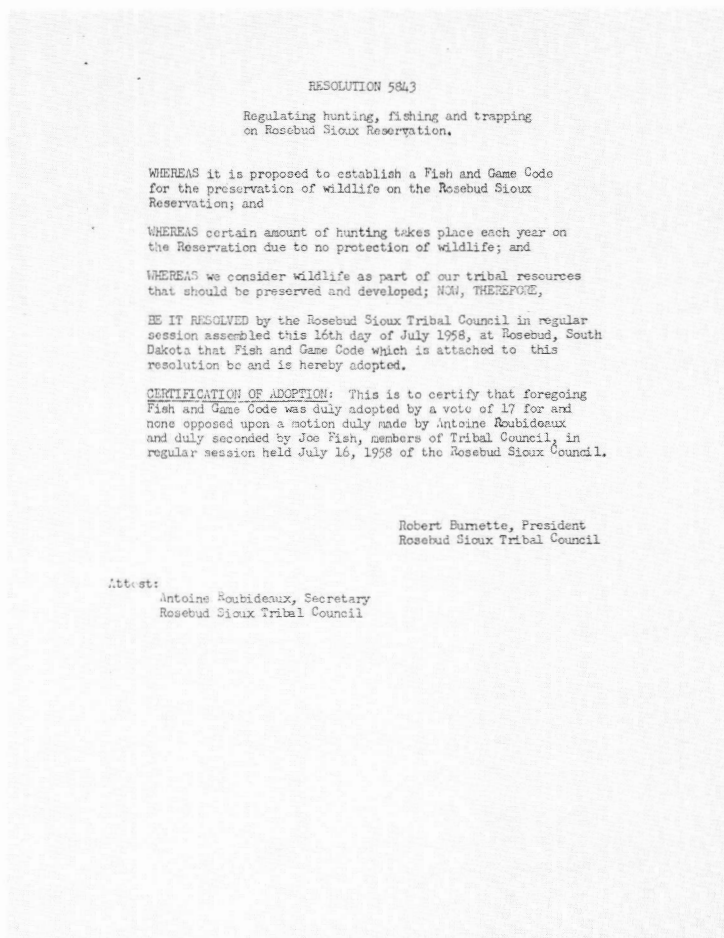 RESOLUTION 5843
Regulating hunting, fishing and trapping
on Rosebud Sioux Reservation.
WHEREAS it is proposed to establish a Fish and Game Code
for the preservation of wildlife on the Rosebud Sioux
Reservation; and
WHEREAS certain amount of hunting takes place each year on
the Reservation due to no protection of wildlife; and
WHEREAS we consider wildlife as part of our tribal resources
that should be preserved and developed; NOW, THEREFORE,
BE IT RESOLVED by the Rosebud Sioux Tribal Council in regular
session assembled this 16th day of July 1958, at Rosebud, South
Dakota that Fish and Game Code which is attached to this
resolution be and is hereby adopted.
CERTIFICATION OF ADOPTION: This is to certify that foregoing
Fish and Game Code was duly adopted by a vote of 17 for and
none opposed upon a motion duly made by Antoine Roubideaux
and duly seconded by Joe Fish, members of Tribal Council, in
regular session held July 16, 1958 of the Rosebud Sioux Council.
Robert Burnette, President
Rosebud Sioux Tribal Council
Attest:
Antoine Roubideaux, Secretary
Rosebud Sioux Tribal Council